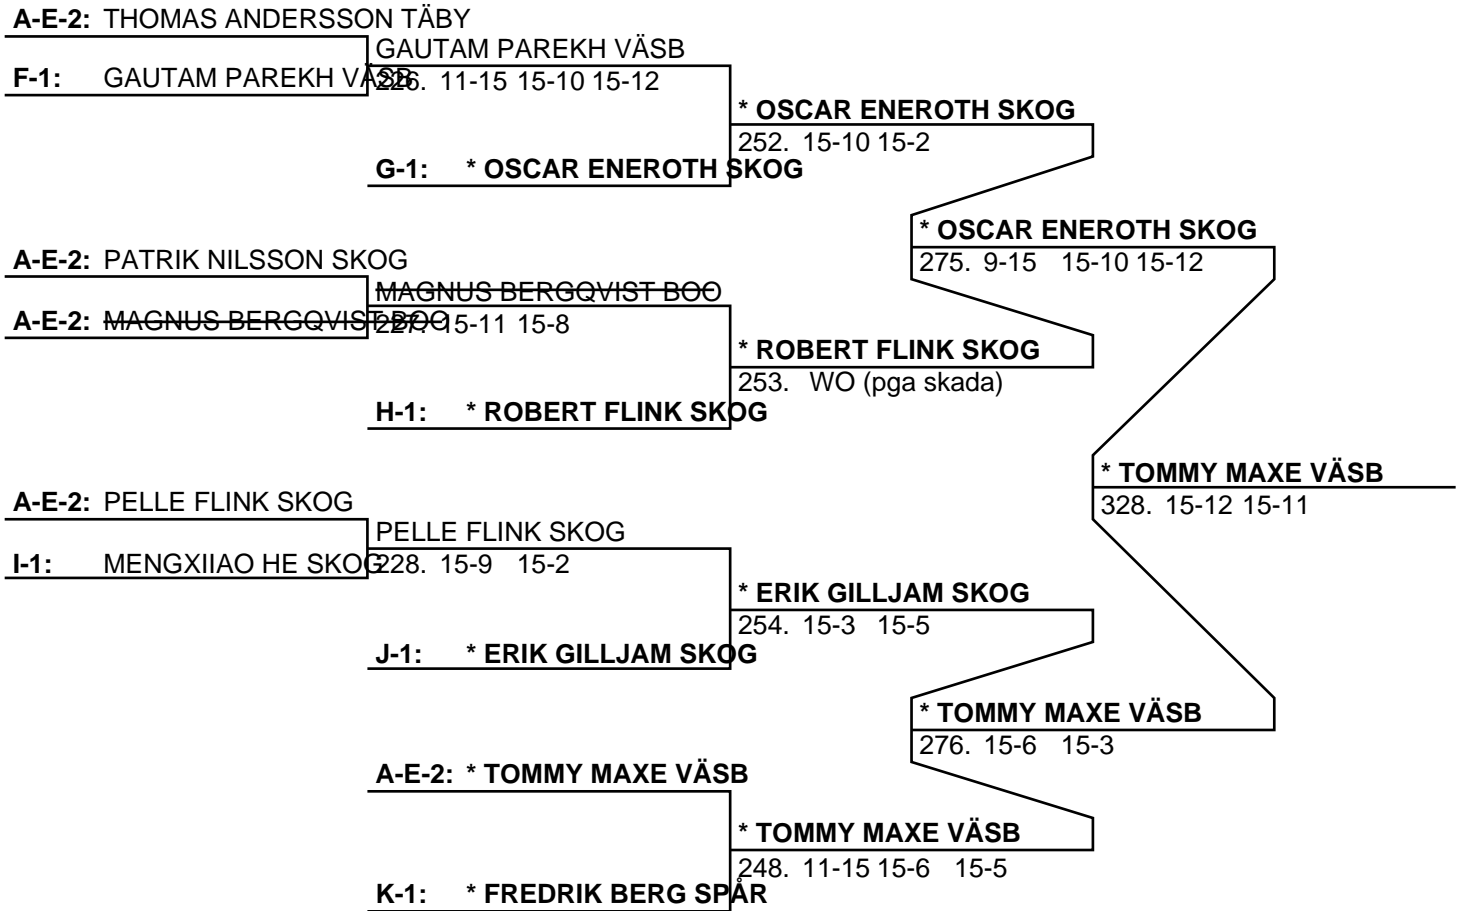 A-E-2: THOMAS ANDERSSON TÄBY
GAUTAM PAREKH VÄSB
F-1: GAUTAM PAREKH VÄSB
226. 11-15 15-10 15-12
* OSCAR ENEROTH SKOG
252. 15-10 15-2
G-1: * OSCAR ENEROTH SKOG
* OSCAR ENEROTH SKOG
275. 9-15 15-10 15-12
A-E-2: PATRIK NILSSON SKOG
MAGNUS BERGQVIST BOO
A-E-2: MAGNUS BERGQVIST BOO
227. 15-11 15-8
* ROBERT FLINK SKOG
253. WO (pga skada)
H-1: * ROBERT FLINK SKOG
* TOMMY MAXE VÄSB
328. 15-12 15-11
A-E-2: PELLE FLINK SKOG
PELLE FLINK SKOG
I-1: MENGXIIAO HE SKOG
228. 15-9 15-2
* ERIK GILLJAM SKOG
254. 15-3 15-5
J-1: * ERIK GILLJAM SKOG
* TOMMY MAXE VÄSB
276. 15-6 15-3
A-E-2: * TOMMY MAXE VÄSB
* TOMMY MAXE VÄSB
248. 11-15 15-6 15-5
K-1: * FREDRIK BERG SPÅR